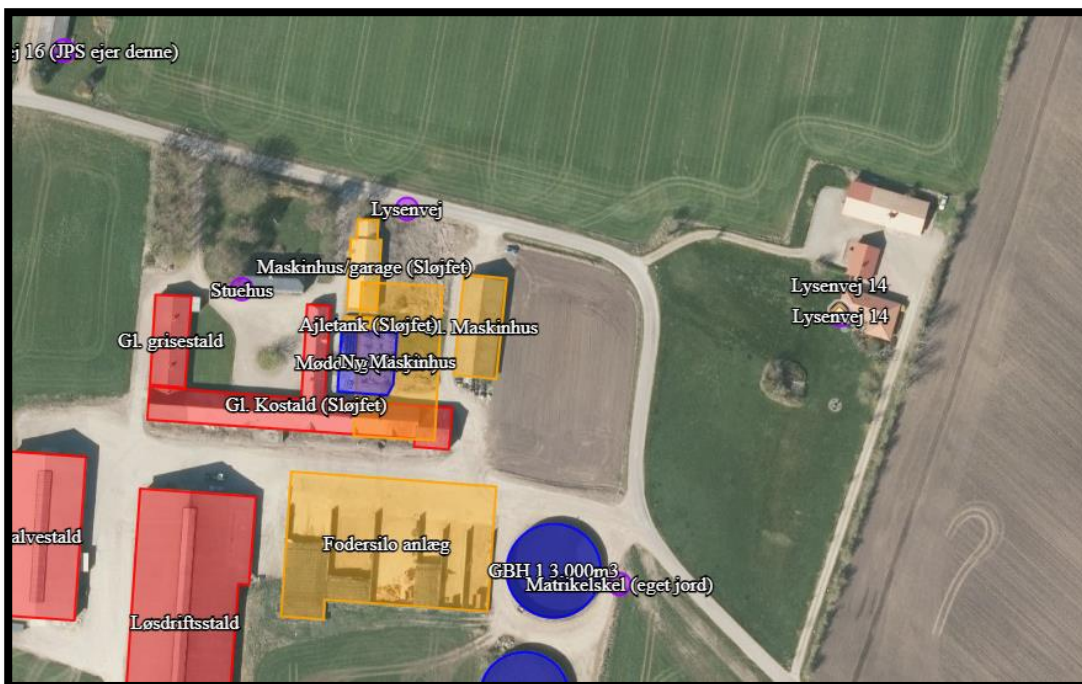 ej 16 (JPS ejer denne)
Lysenvej
Maskinhus/garage (Sløjfet)
Stuehus
Lysenvej 14
Lysenvej 14
Ajletank (Sløjfet)
l. Maskinhus
Gl. grisestald
Ny Maskinhus
Gl. Kostald (Sløjfet)
alvestald
Fodersilo anlæg
GBH 1 3.000m3
Matrikelskel (eget jord)
Løsdriftsstald